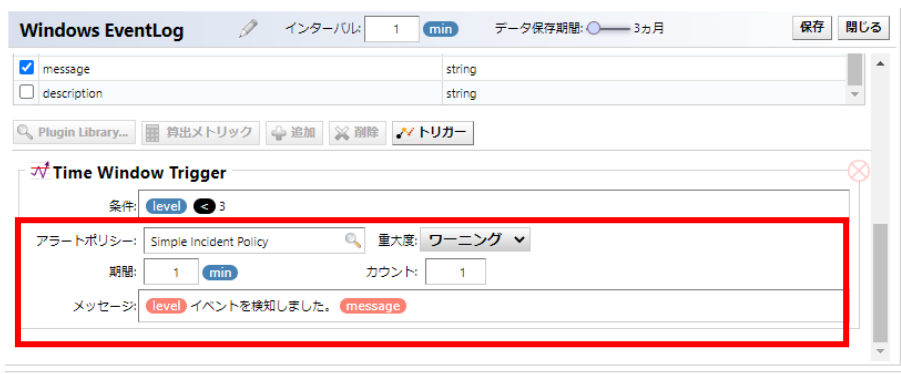 Windows EventLog インターバル: 1 min データ保存期間: 3ヵ月 保存 閉じる
message string
description string
Plugin Library... 算出メトリック 追加 削除 トリガー
Time Window Trigger
条件: level < 3
アラートポリシー: Simple Incident Policy 重大度: ワーニング
期間: 1 min カウント: 1
メッセージ: level イベントを検知しました。 message